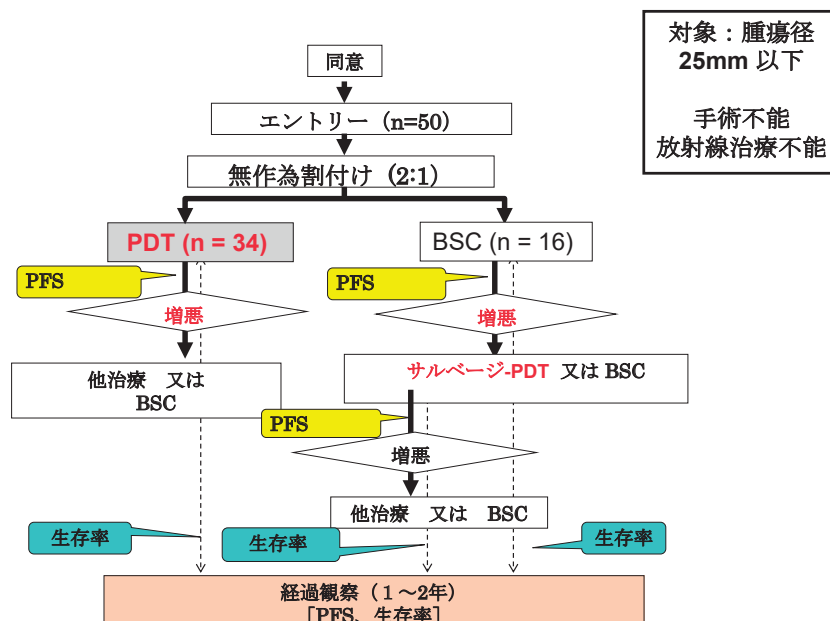 対象：腫瘍径
25mm 以下
手術不能
放射線治療不能
同意
エントリー（n=50）
無作為割付け（2:1）
PDT (n = 34)
BSC (n = 16)
PFS
PFS
増悪
増悪
他治療　又は
BSC
サルベージ-PDT 又は BSC
PFS
増悪
他治療　又は　BSC
生存率
生存率
生存率
経過観察（１～2年）
［PFS、生存率］